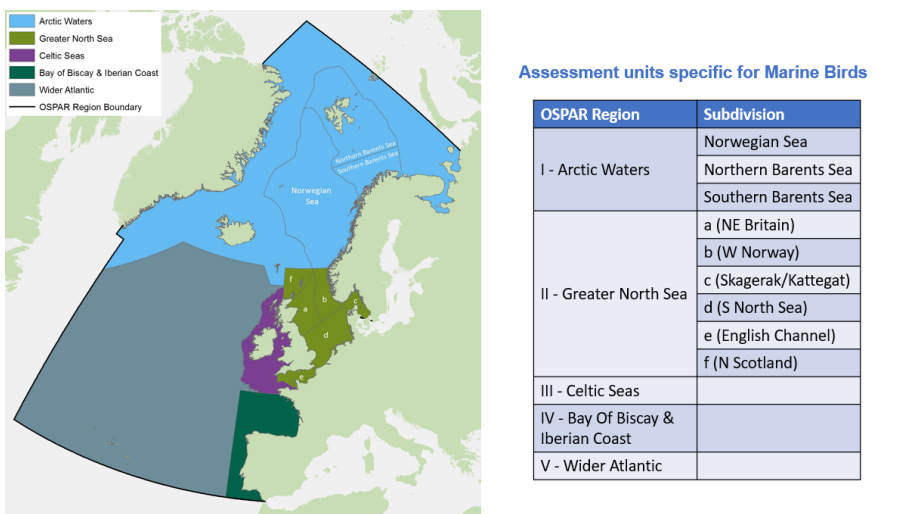 Arctic Waters
Greater North Sea
Celtic Seas
Bay of Biscay & Iberian Coast
Wider Atlantic
OSPAR Region Boundary
Northern Barents Sea
Southern Barents Sea
Norwegian
Sea
f
b
c
a
a
d
e
Assessment units specific for Marine Birds
OSPAR Region Subdivision
I - Arctic Waters
Norwegian Sea
Northern Barents Sea
Southern Barents Sea
II - Greater North Sea
a (NE Britain)
b (W Norway)
c (Skagerak/Kattegat)
d (S North Sea)
e (English Channel)
f (N Scotland)
III - Celtic Seas
IV - Bay Of Biscay &
Iberian Coast
V - Wider Atlantic